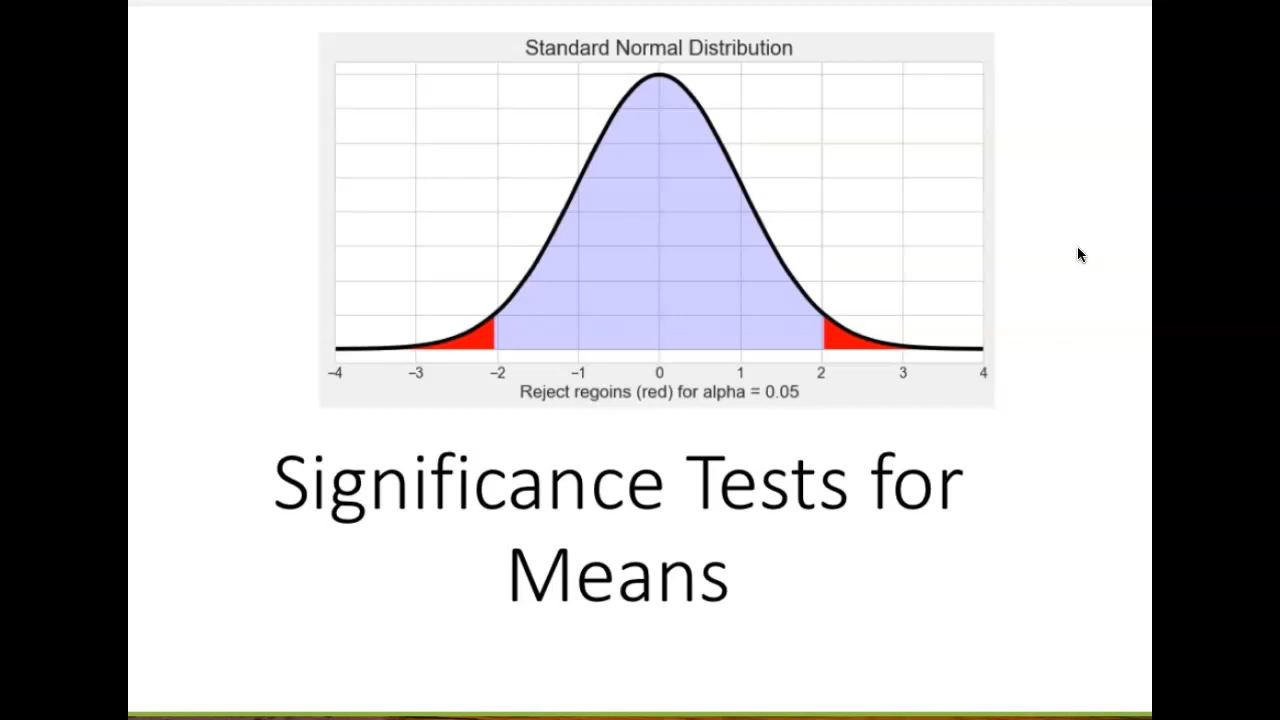 Standard Normal Distribution
−4 −3 −2 −1 0 1 2 3 4
Reject regoins (red) for alpha = 0.05
Significance Tests for
Means